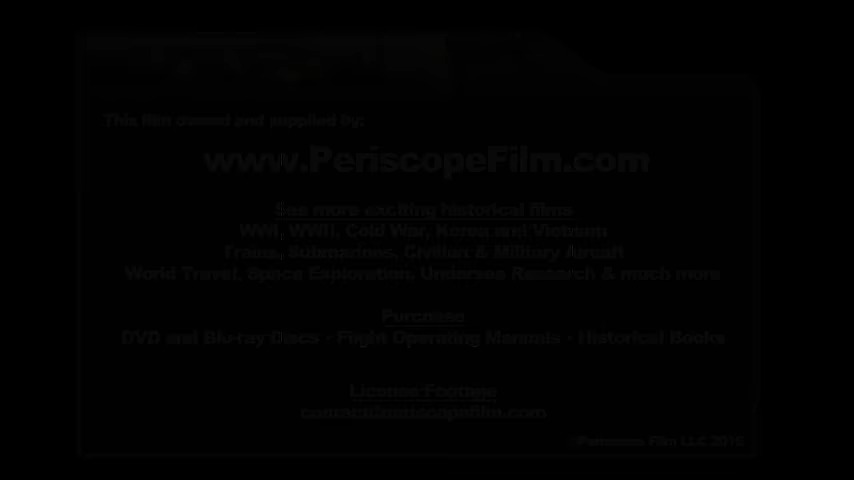 This film owned and supplied by:
www.PeriscopeFilm.com
See more exciting historical films
WWI, WWII, Cold War, Korea and Vietnam
Trains, Submarines, Civilian & Military Aircraft
World Travel, Space Exploration, Undersea Research & much more
Purchase
DVD and Blu-ray Discs · Flight Operating Manuals · Historical Books
License Footage
Periscope Film LLC 2016